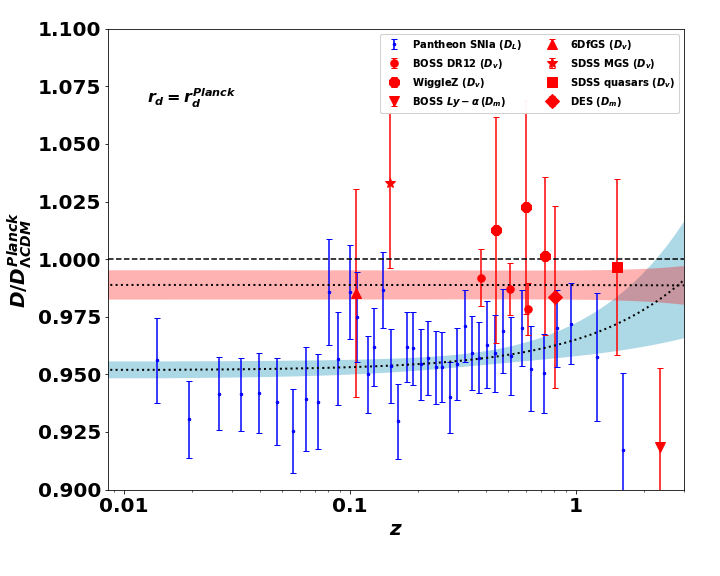 1.100
1.075
1.050
1.025
1.000
0.975
0.950
0.925
0.900
D/D^{Planck}_{ΛCDM}
r_d = r_d^{Planck}
Pantheon SNIa (D_L)
BOSS DR12 (D_v)
WiggleZ (D_v)
BOSS Ly − α (D_m)
6DfGS (D_v)
SDSS MGS (D_v)
SDSS quasars (D_v)
DES (D_m)
0.01 0.1 1
z